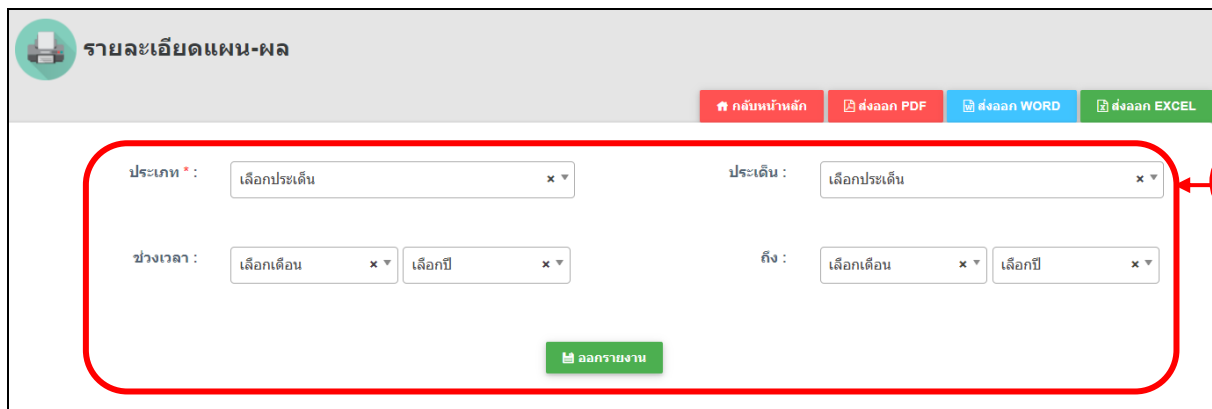 รายละเอียดแผน-ผล
กลับหน้าหลัก ส่งออก PDF ส่งออก WORD ส่งออก EXCEL
ประเภท * : เลือกประเด็น × ประเด็น : เลือกประเด็น ×
ช่วงเวลา : เลือกเดือน × เลือกปี × ถึง : เลือกเดือน × เลือกปี ×
ออกรายงาน